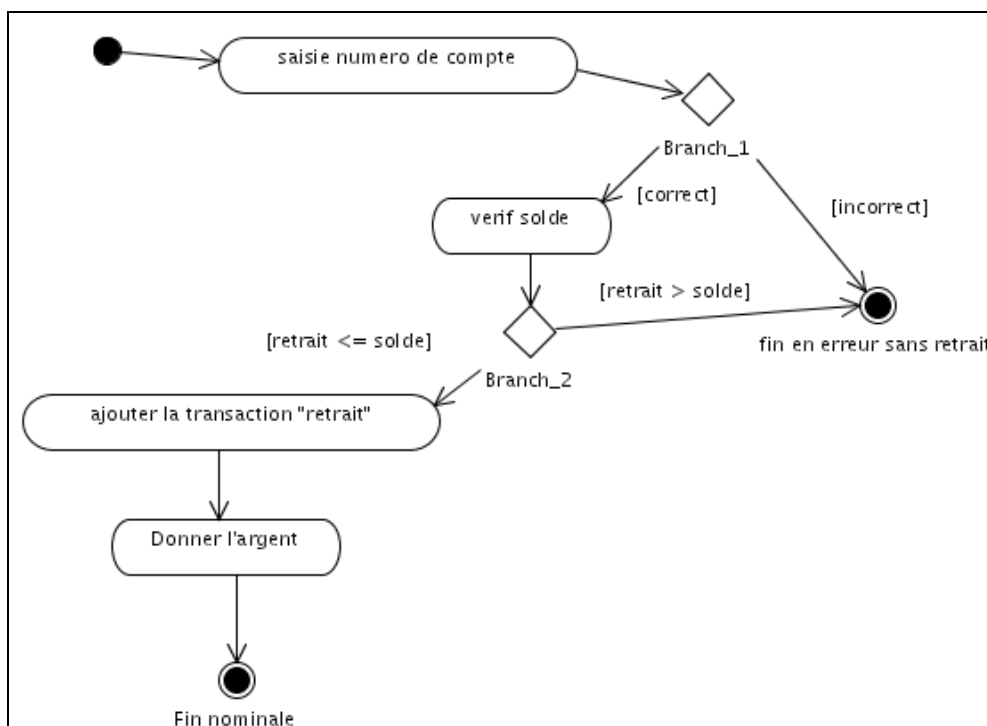 saisie numero de compte
Branch_1
[correct]
[incorrect]
verif solde
[retrait > solde]
[retrait <= solde]
fin en erreur sans retrait
Branch_2
ajouter la transaction "retrait"
Donner l'argent
Fin nominale